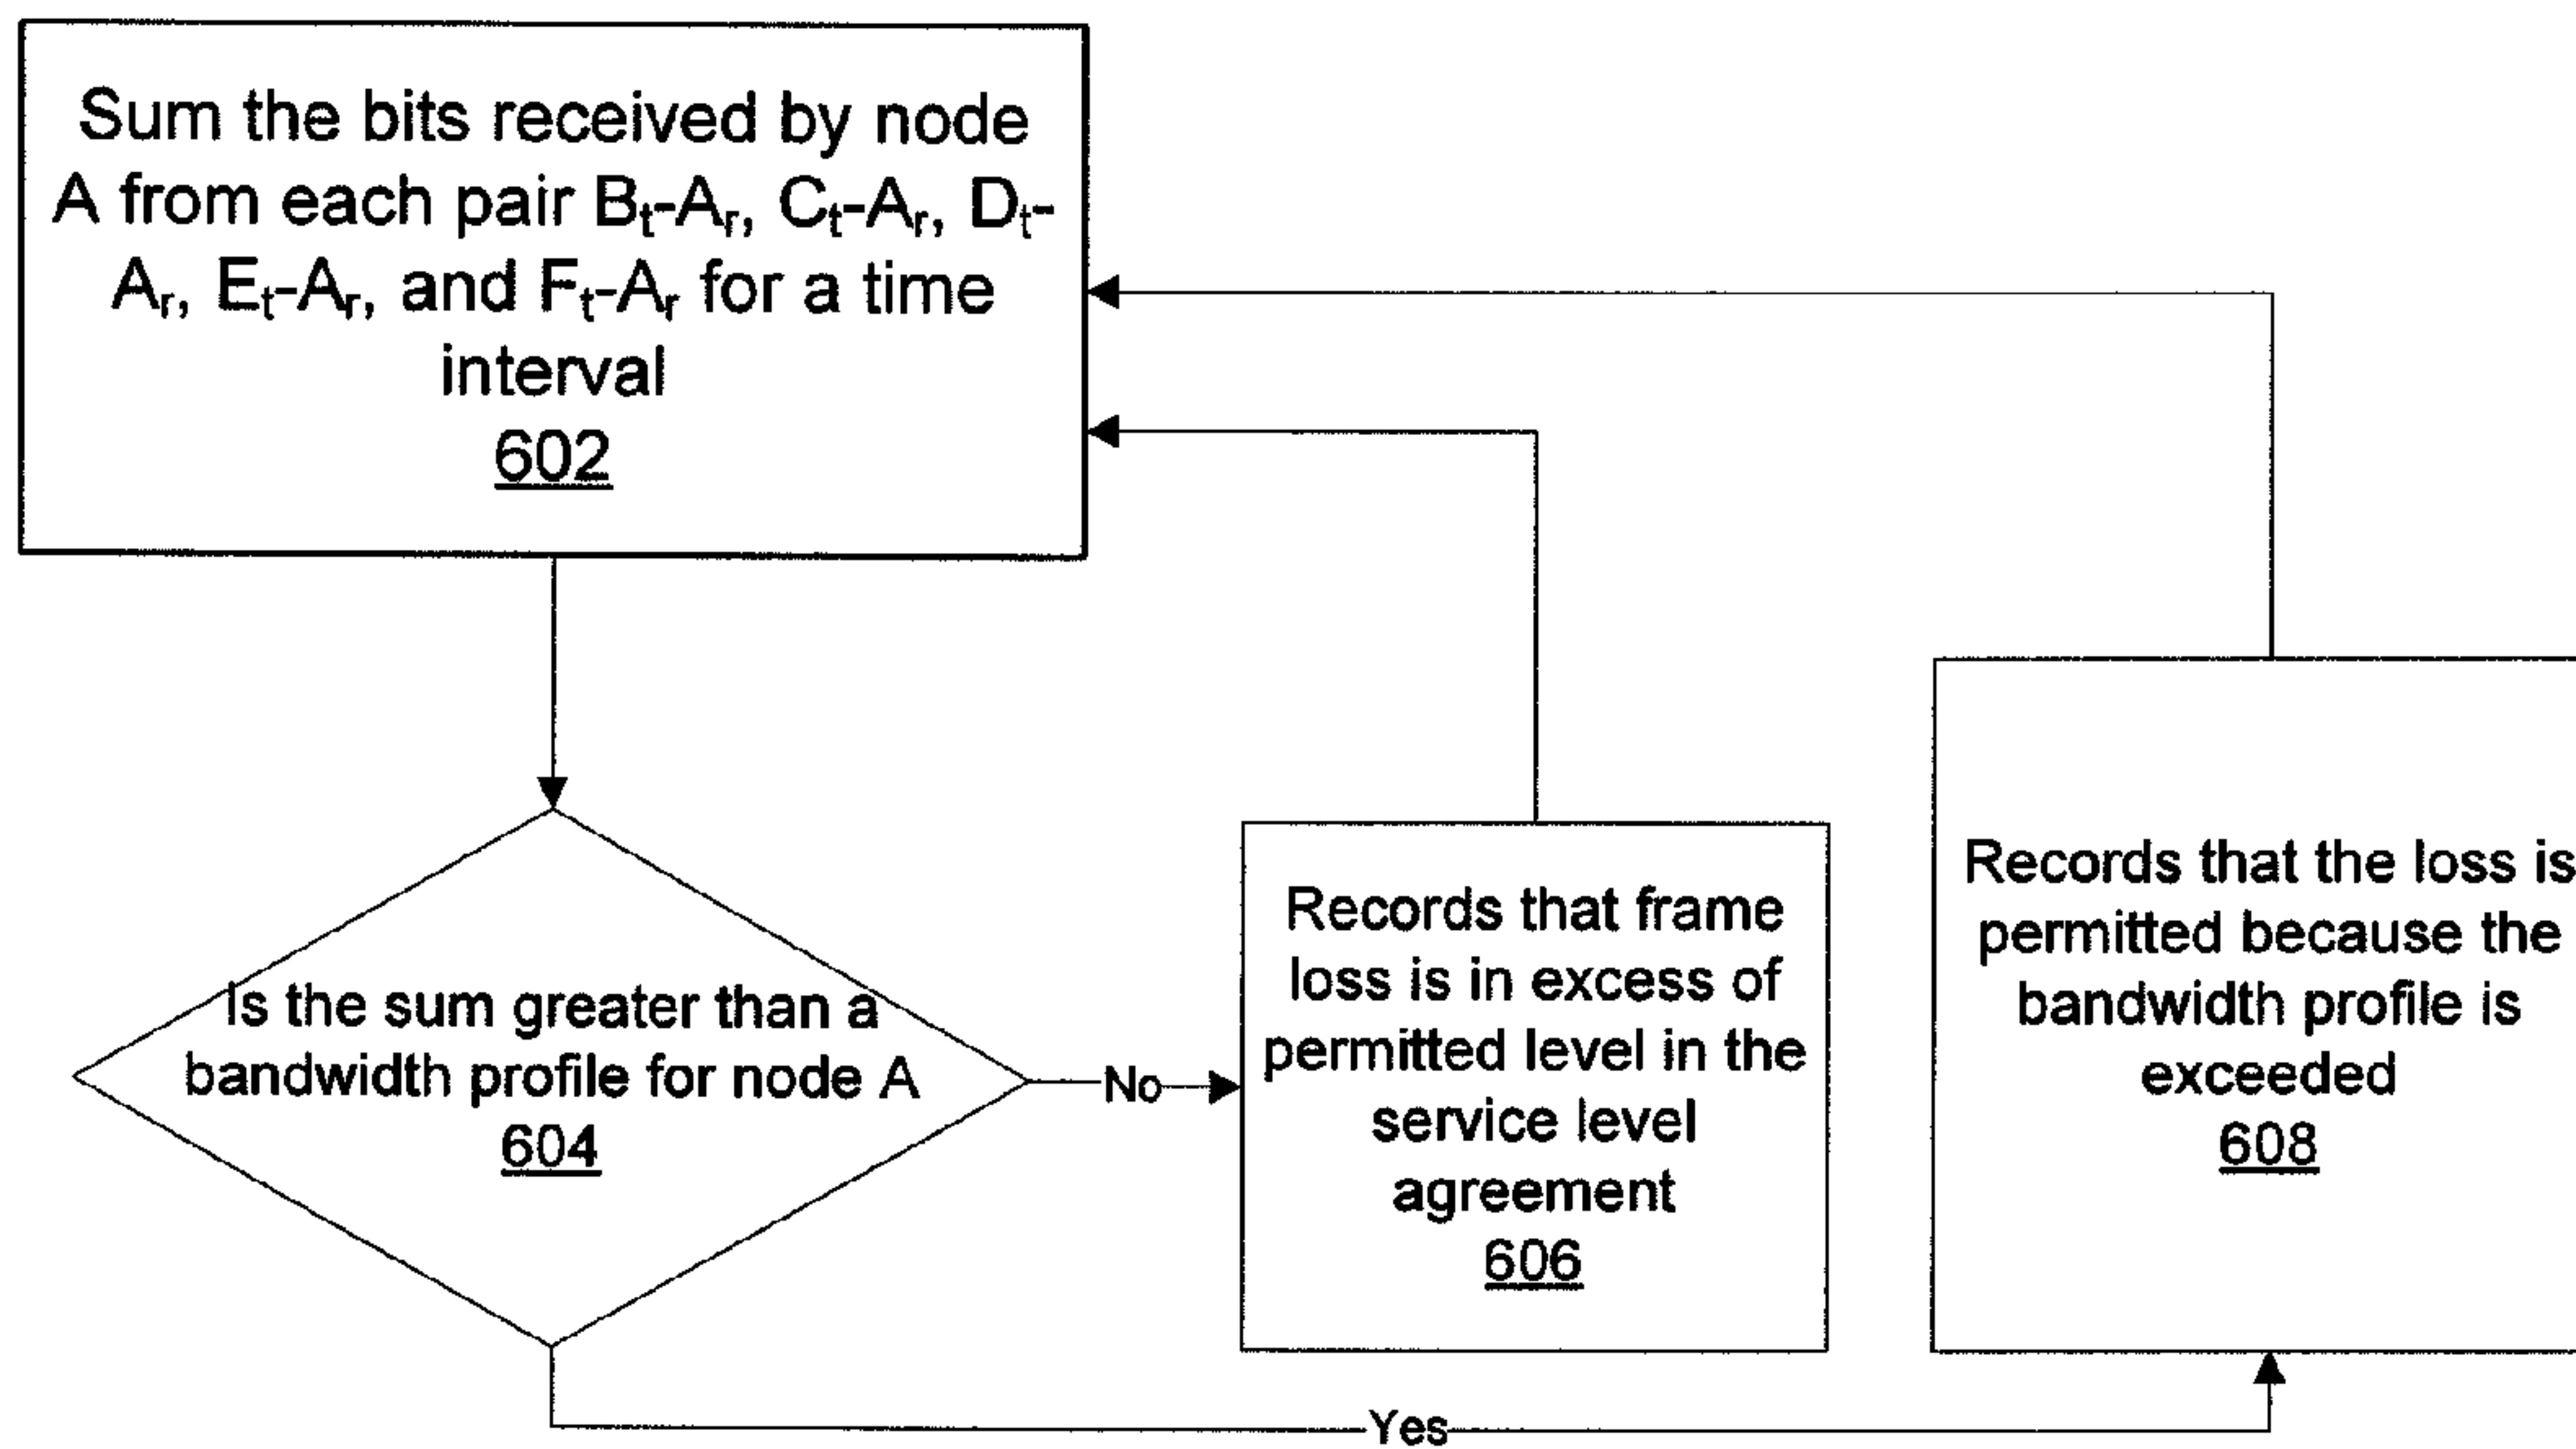 Sum the bits received by node
A from each pair Bt-Ar, Ct-Ar, Dt-
Ar, Et-Ar, and Ft-Ar for a time
interval
602
Is the sum greater than a
bandwidth profile for node A
604
No
Records that frame
loss is in excess of
permitted level in the
service level
agreement
606
Records that the loss is
permitted because the
bandwidth profile is
exceeded
608
Yes